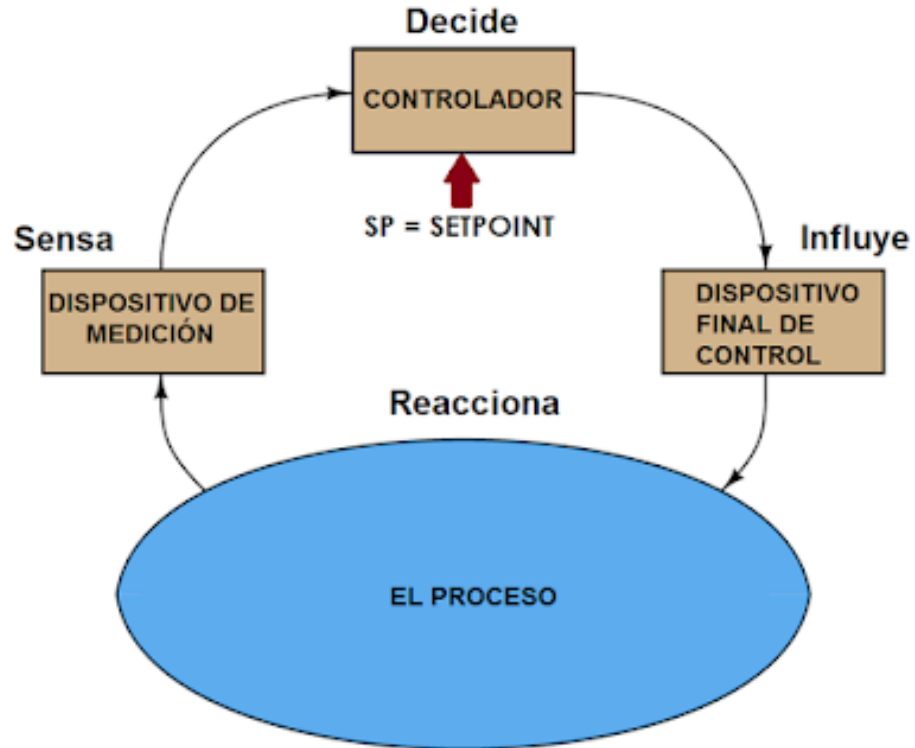 Decide
CONTROLADOR
SP = SETPOINT
Sensa
Influye
DISPOSITIVO DE
MEDICIÓN
DISPOSITIVO
FINAL DE
CONTROL
Reacciona
EL PROCESO